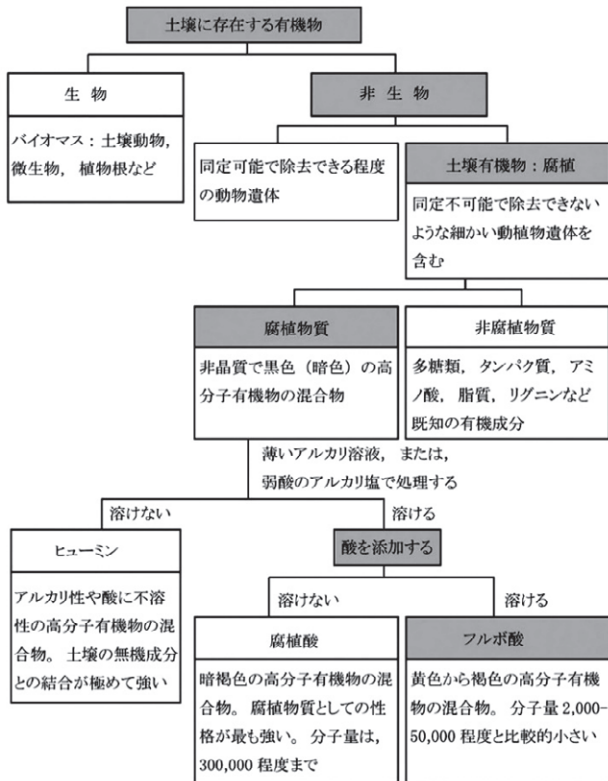 土壌に存在する有機物
生 物
バイオマス：土壌動物，
微生物， 植物根など
非 生 物
同定可能で除去できる程度
の動物遺体
土壌有機物：腐植
同定不可能で除去できない
ような細かい動植物遺体を
含む
腐植物質
非晶質で黒色（暗色）の高
分子有機物の混合物
非腐植物質
多糖類， タンパク質， アミ
ノ酸， 脂質， リグニンなど
既知の有機成分
薄いアルカリ溶液， または，
弱酸のアルカリ塩で処理する
溶けない
溶ける
ヒューミン
アルカリ性や酸に不溶
性の高分子有機物の混
合物。 土壌の無機成分
との結合が極めて強い
酸を添加する
溶けない
溶ける
腐植酸
暗褐色の高分子有機物の混
合物。 腐植物質としての性
格が最も強い。 分子量は，
300,000 程度まで
フルボ酸
黄色から褐色の高分子有機
物の混合物。 分子量 2,000-
50,000 程度と比較的小さい